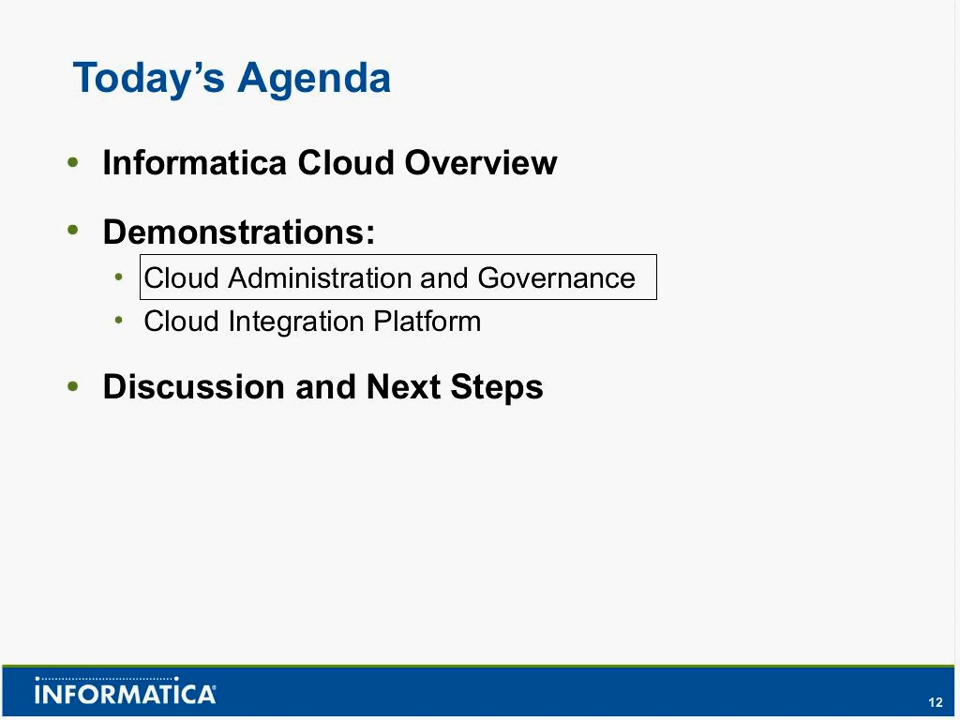 Today’s Agenda
• Informatica Cloud Overview
• Demonstrations:
• Cloud Administration and Governance
• Cloud Integration Platform
• Discussion and Next Steps
INFORMATICA®
12